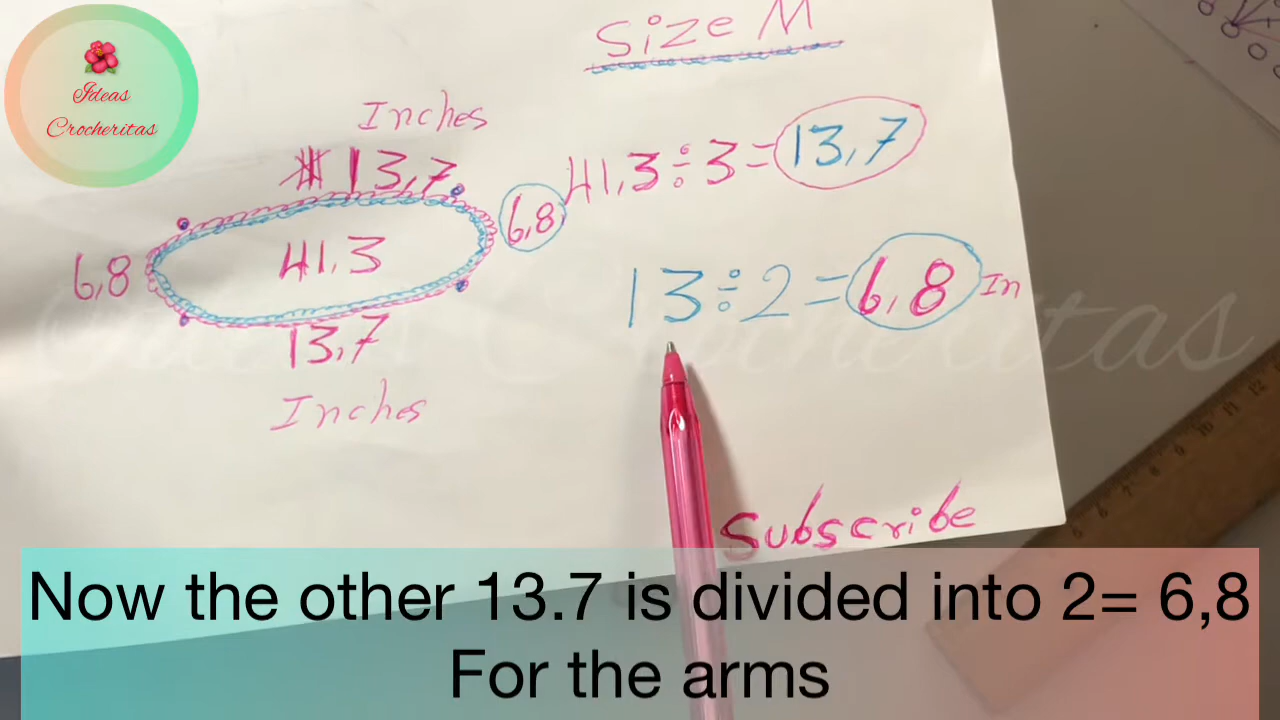 Ideas
Crocheritas
Size M
Inches
13,7
41,3÷3=13,7
6,8
6,8
41.3
13÷2=6,8 In
13,7
Inches
Ideas Crocheritas
Subscribe
Now the other 13.7 is divided into 2= 6,8
For the arms